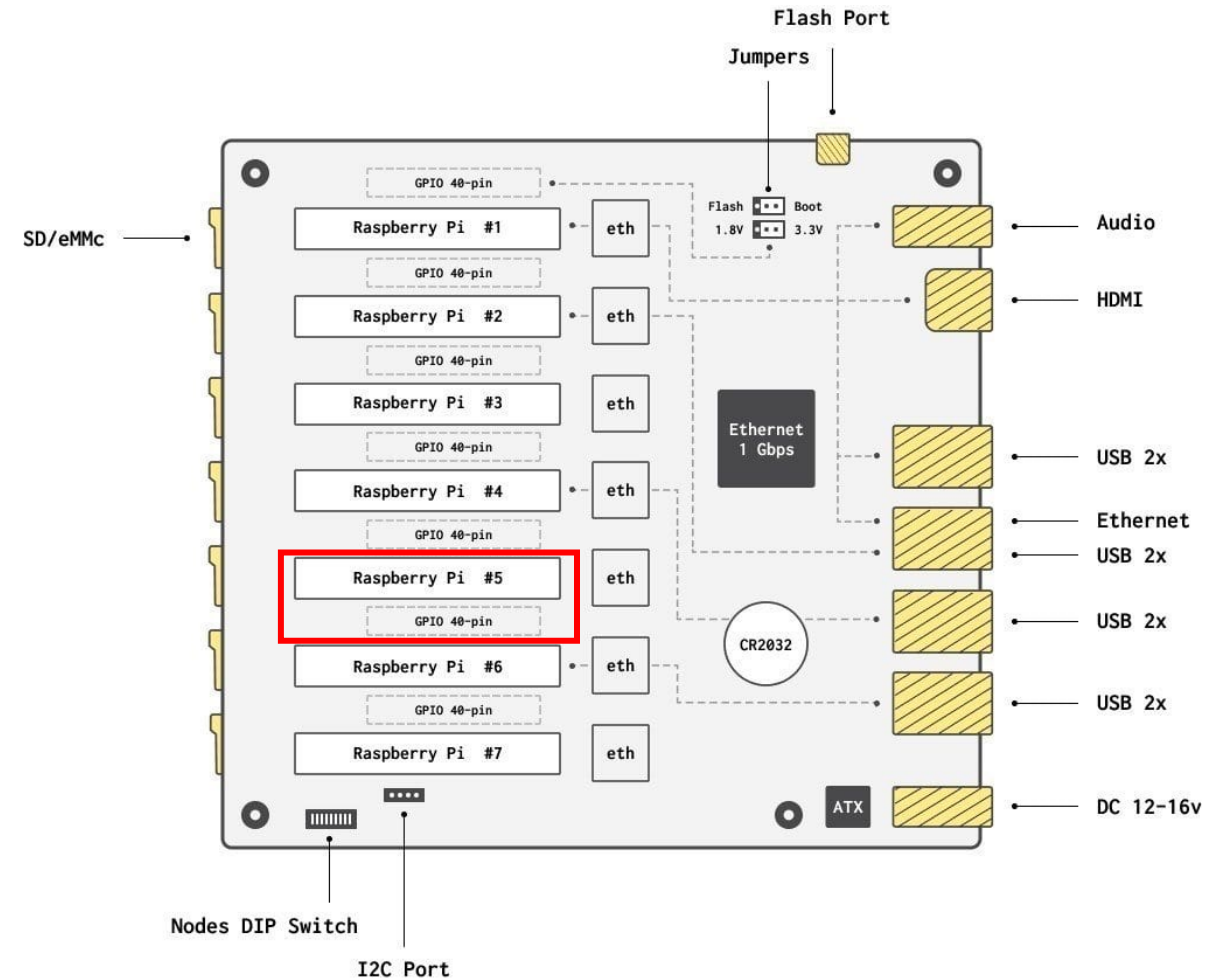 Flash Port
Jumpers
GPIO 40-pin
Flash Boot
Raspberry Pi #1
eth
1.8V 3.3V
Audio
SD/eMMc
GPIO 40-pin
HDMI
Raspberry Pi #2
eth
GPIO 40-pin
Raspberry Pi #3
eth
Ethernet
1 Gbps
GPIO 40-pin
USB 2x
Raspberry Pi #4
eth
Ethernet
GPIO 40-pin
USB 2x
Raspberry Pi #5
eth
GPIO 40-pin
USB 2x
CR2032
Raspberry Pi #6
eth
GPIO 40-pin
USB 2x
Raspberry Pi #7
eth
ATX
DC 12-16v
Nodes DIP Switch
I2C Port